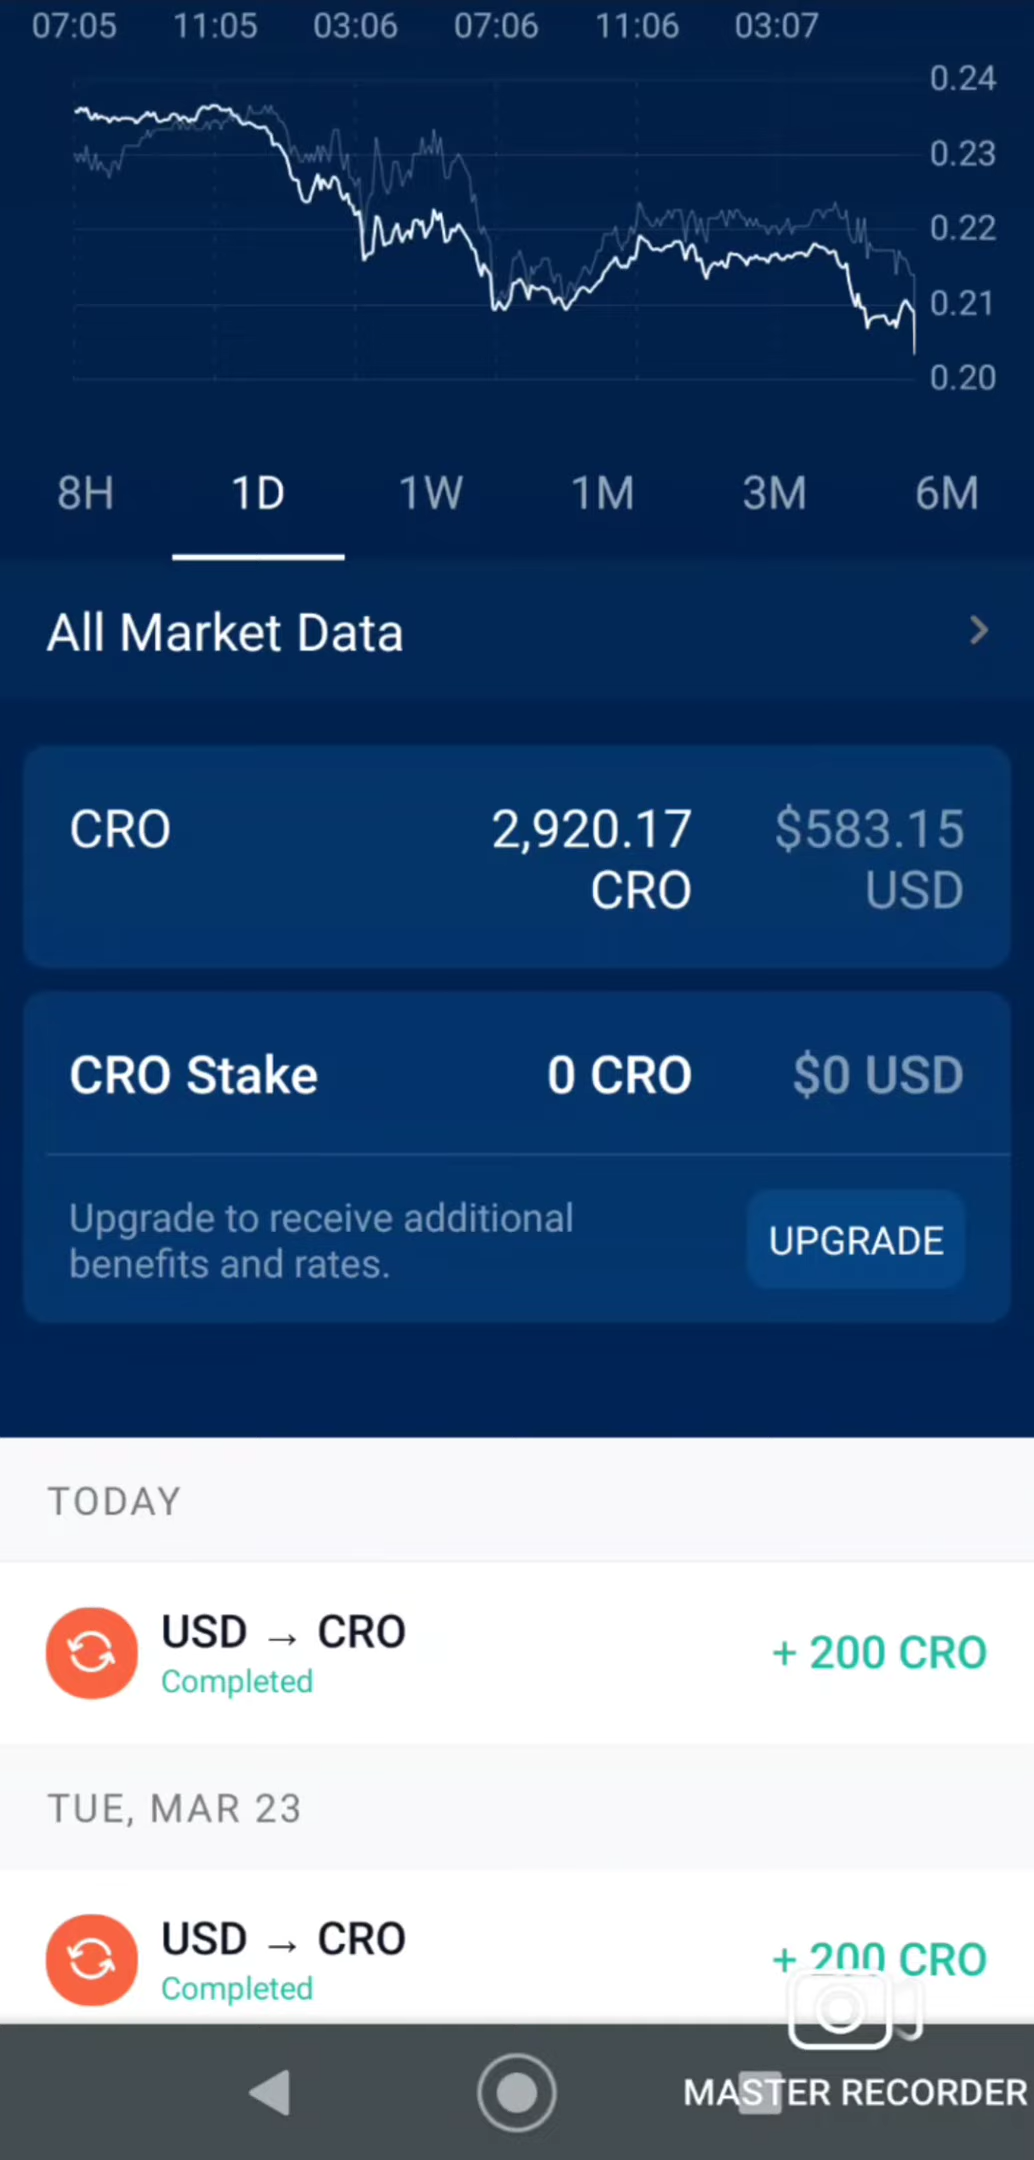 07:05 11:05 03:06 07:06 11:06 03:07
0.24
0.23
0.22
0.21
0.20
8H 1D 1W 1M 3M 6M
All Market Data
CRO 2,920.17 $583.15
CRO USD
CRO Stake 0 CRO $0 USD
Upgrade to receive additional
benefits and rates.
UPGRADE
TODAY
USD → CRO
Completed
+ 200 CRO
TUE, MAR 23
USD → CRO
Completed
+ 200 CRO
MASTER RECORDER